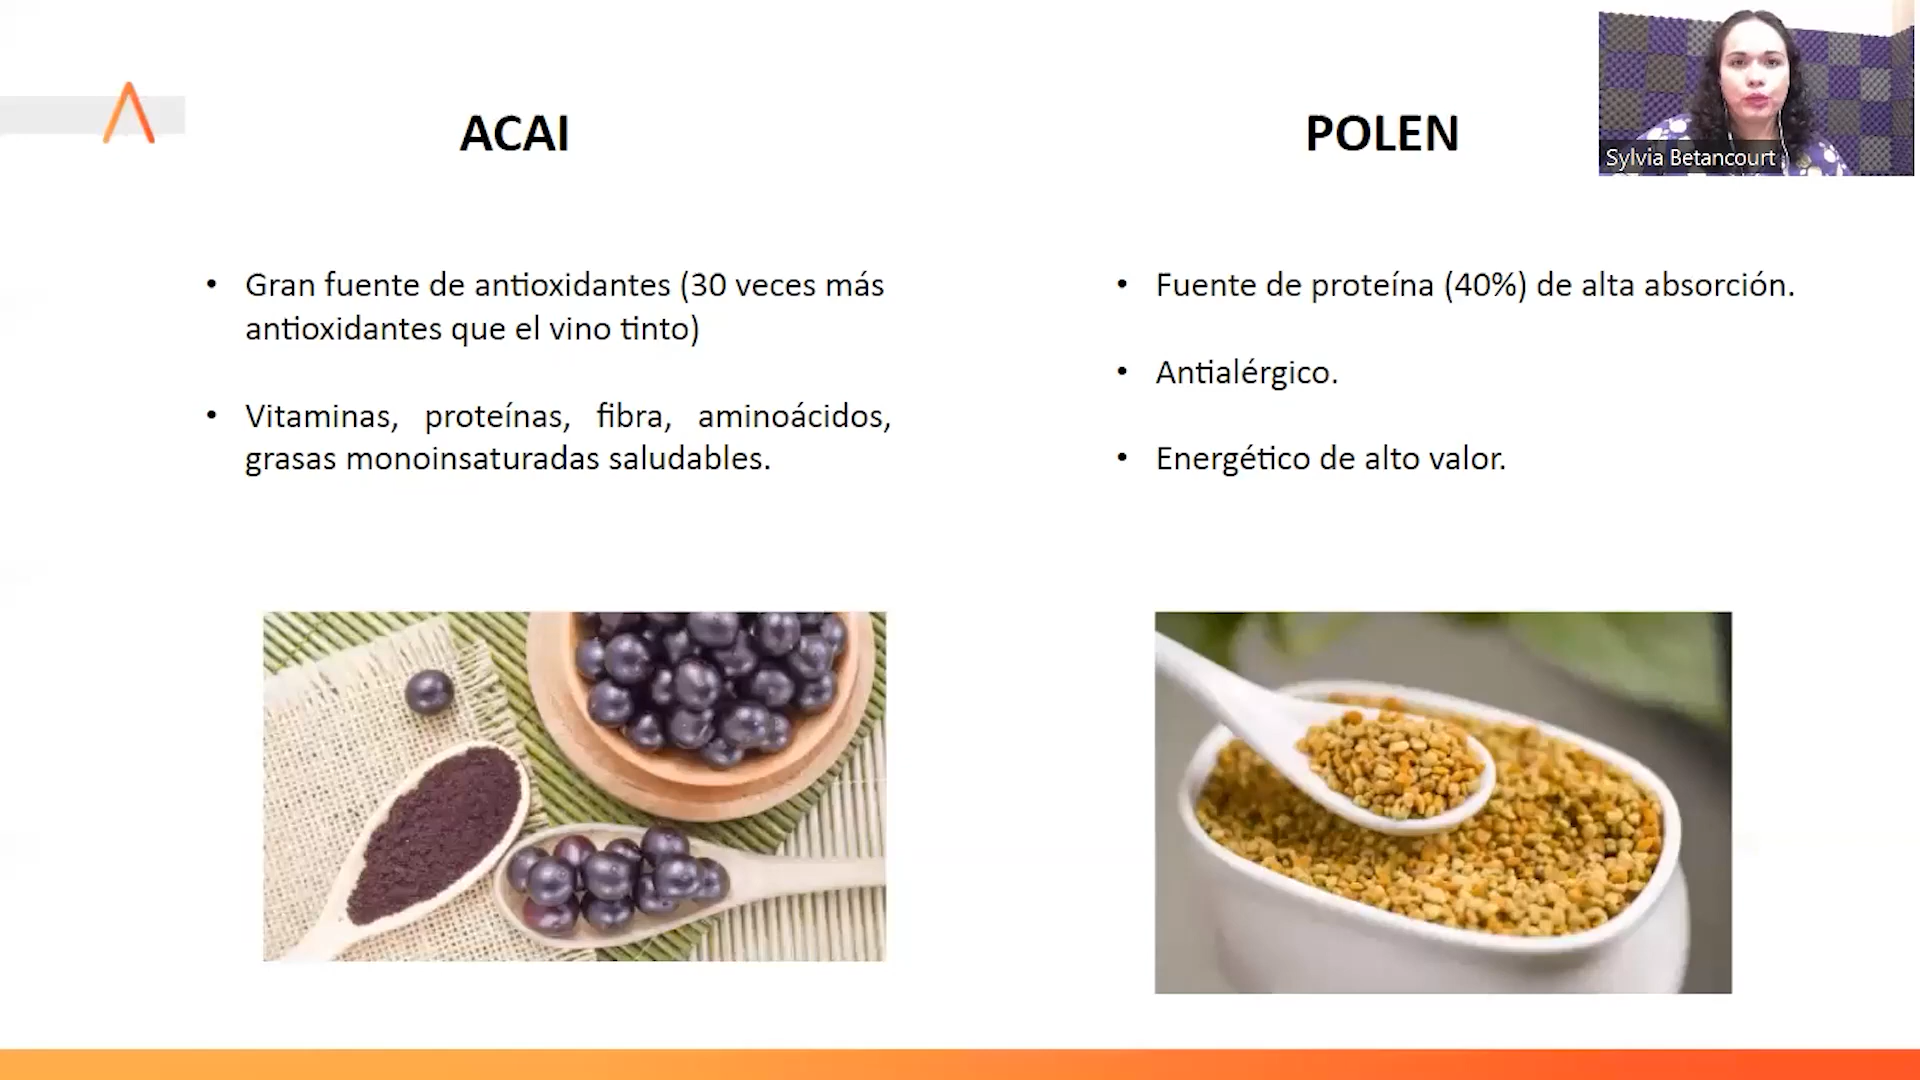 ACAI
• Gran fuente de antioxidantes (30 veces más
antioxidantes que el vino tinto)
• Vitaminas, proteínas, fibra, aminoácidos,
grasas monoinsaturadas saludables.
POLEN
• Fuente de proteína (40%) de alta absorción.
• Antialérgico.
• Energético de alto valor.
Sylvia Betancourt